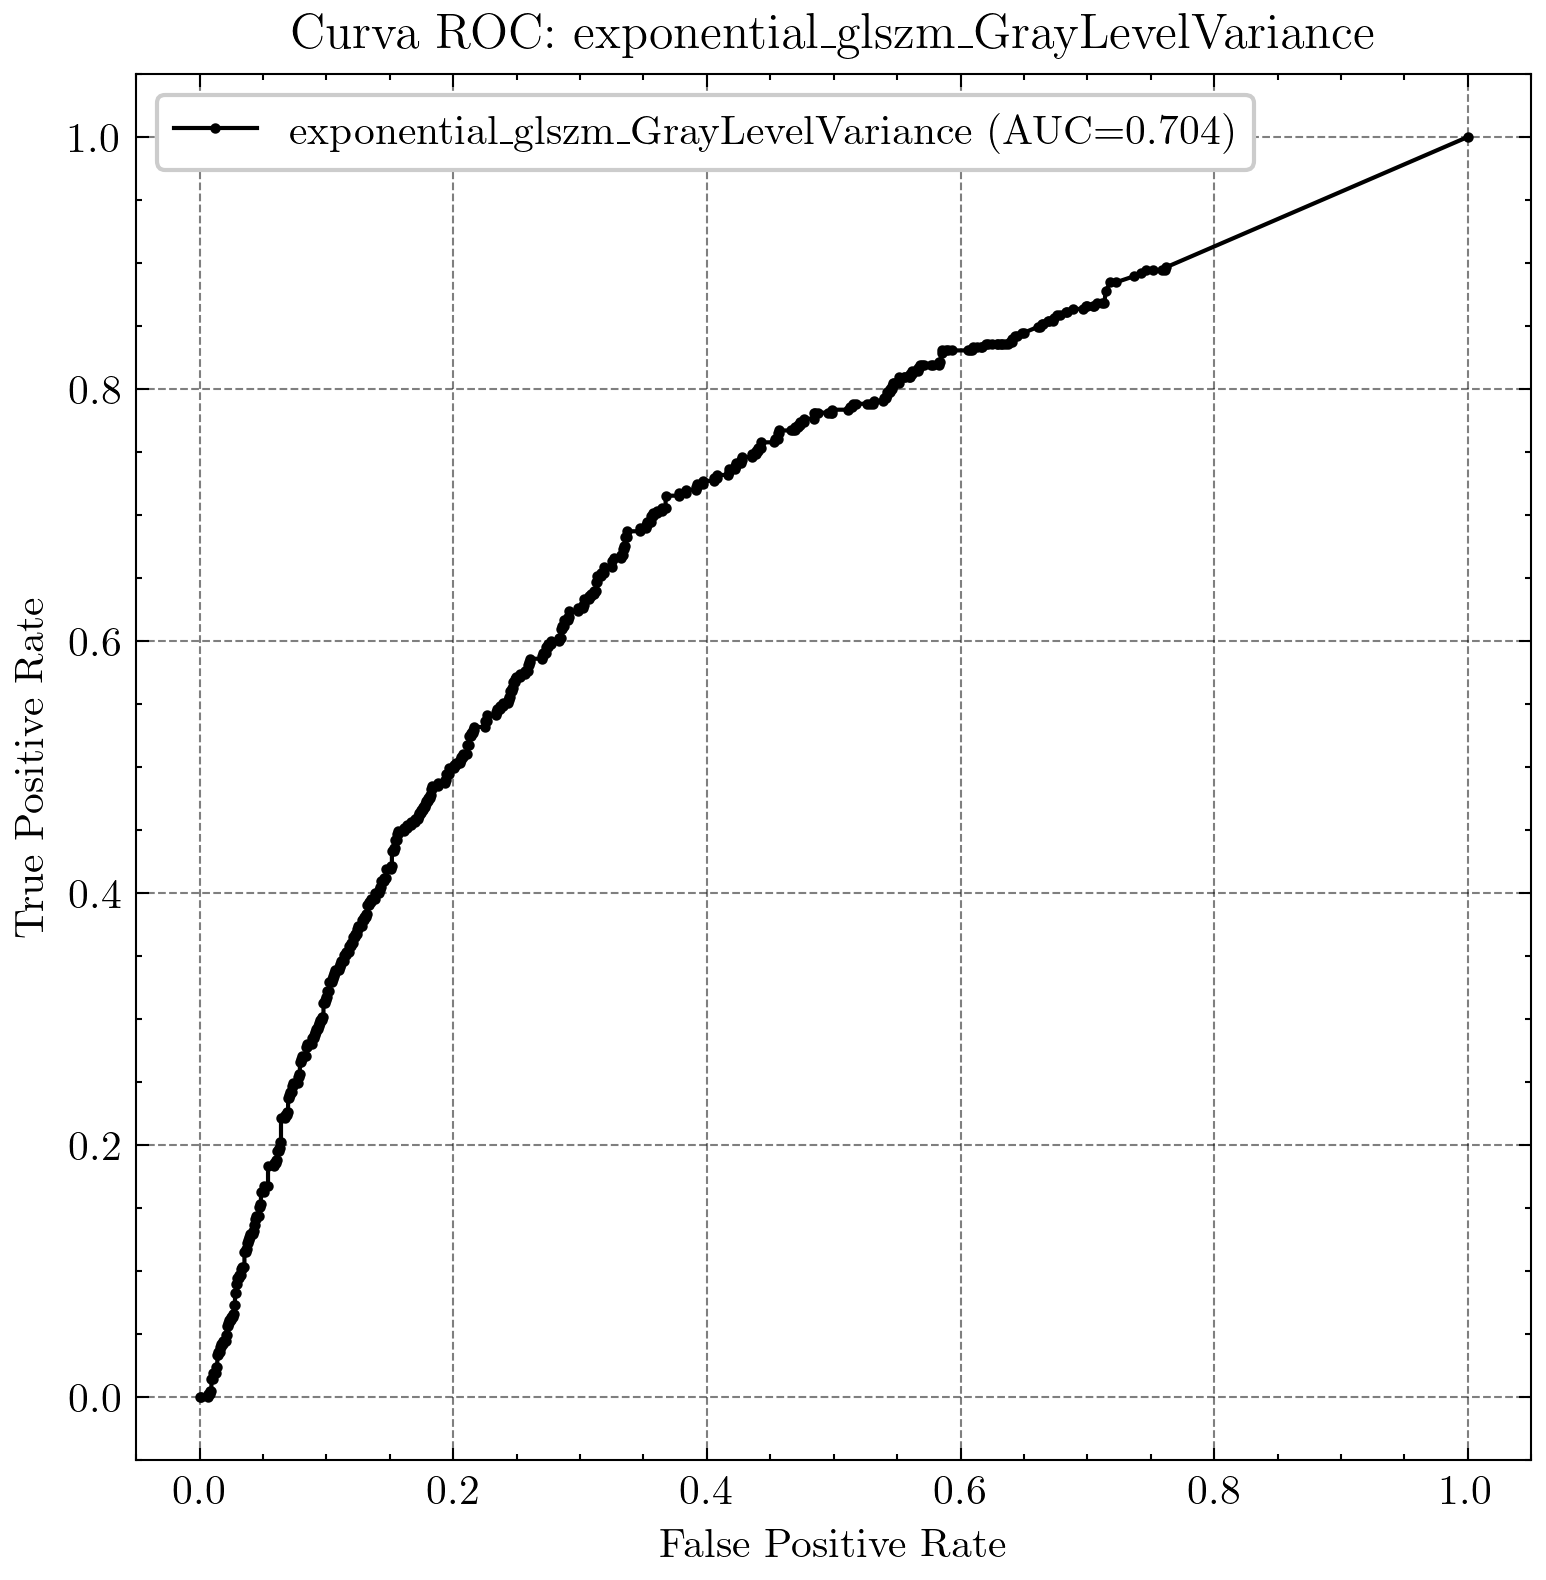 Curva ROC: exponential_glszm_GrayLevelVariance
exponential_glszm_GrayLevelVariance (AUC=0.704)
1.0
0.8
0.6
0.4
0.2
0.0
True Positive Rate
0.0 0.2 0.4 0.6 0.8 1.0
False Positive Rate